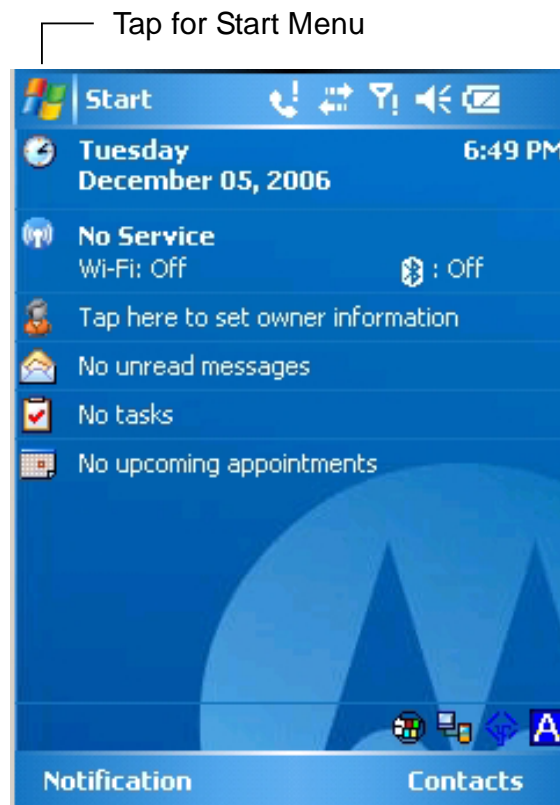 Tap for Start Menu
Start
Tuesday 6:49 PM
December 05, 2006
No Service
Wi-Fi: Off : Off
Tap here to set owner information
No unread messages
No tasks
No upcoming appointments
A
Notification Contacts